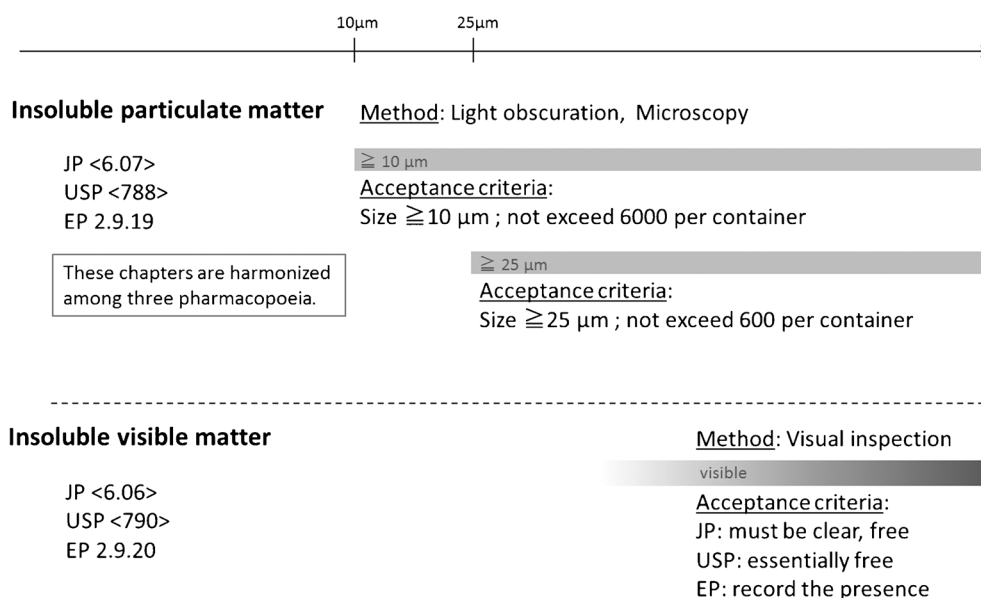 10μm
25μm
Insoluble particulate matter
JP <6.07>
USP <788>
EP 2.9.19
These chapters are harmonized
among three pharmacopoeia.
Method: Light obscuration, Microscopy
≧ 10 μm
Acceptance criteria:
Size ≧10 μm ; not exceed 6000 per container
≧ 25 μm
Acceptance criteria:
Size ≧25 μm ; not exceed 600 per container
Insoluble visible matter
JP <6.06>
USP <790>
EP 2.9.20
Method: Visual inspection
visible
Acceptance criteria:
JP: must be clear, free
USP: essentially free
EP: record the presence